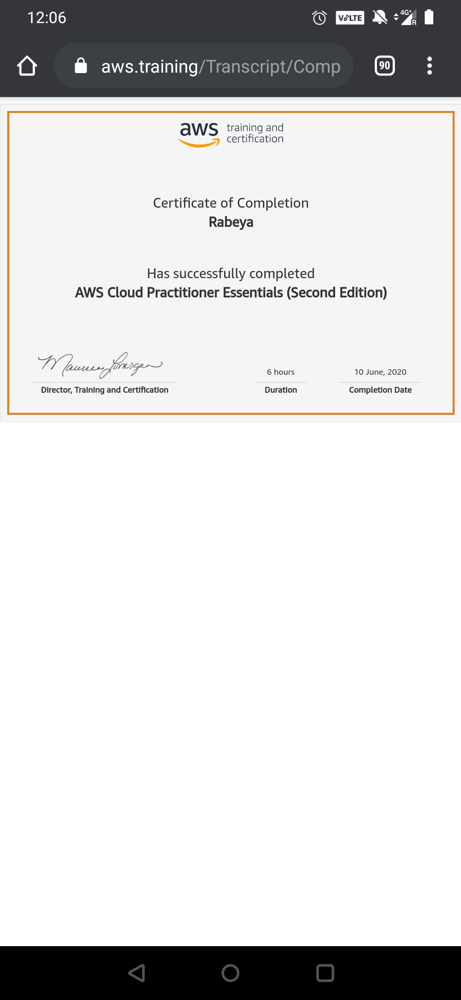 12:06
VoLTE
4G+
R
aws.training/Transcript/Comp
90
aws training and
certification
Certificate of Completion
Rabeya
Has successfully completed
AWS Cloud Practitioner Essentials (Second Edition)
Maureen Lonergan
6 hours
10 June, 2020
Director, Training and Certification
Duration
Completion Date